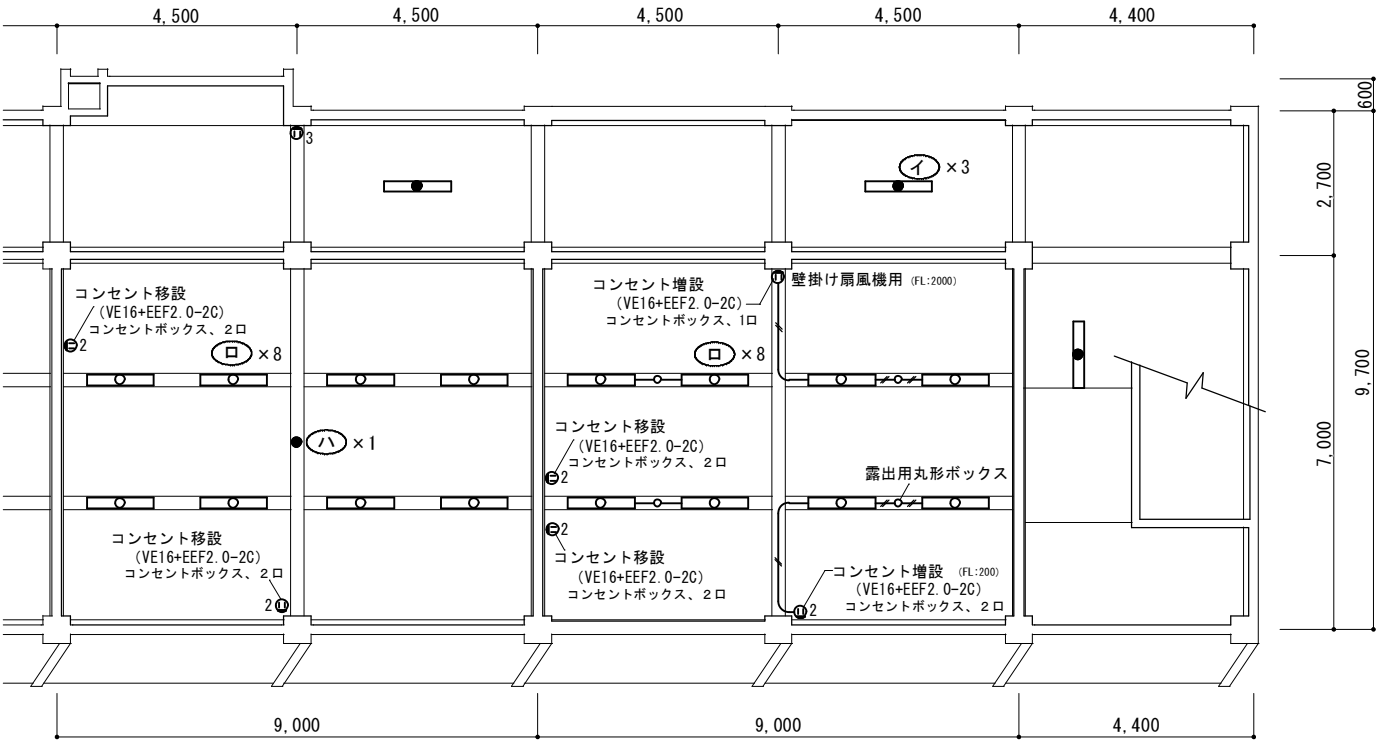 4,500
4,500
4,500
4,500
4,400
600
3
イ ×3
2,700
コンセント移設
(VE16+EEF2.0-2C)
コンセントボックス、2口
2
ロ ×8
コンセント増設
(VE16+EEF2.0-2C)
コンセントボックス、1口
壁掛け扇風機用 (FL:2000)
ロ ×8
9,700
ハ ×1
コンセント移設
(VE16+EEF2.0-2C)
コンセントボックス、2口
2
7,000
露出用丸形ボックス
コンセント移設
(VE16+EEF2.0-2C)
コンセントボックス、2口
2
2
コンセント移設
(VE16+EEF2.0-2C)
コンセントボックス、2口
コンセント増設 (FL:200)
(VE16+EEF2.0-2C)
コンセントボックス、2口
2
9,000
9,000
4,400